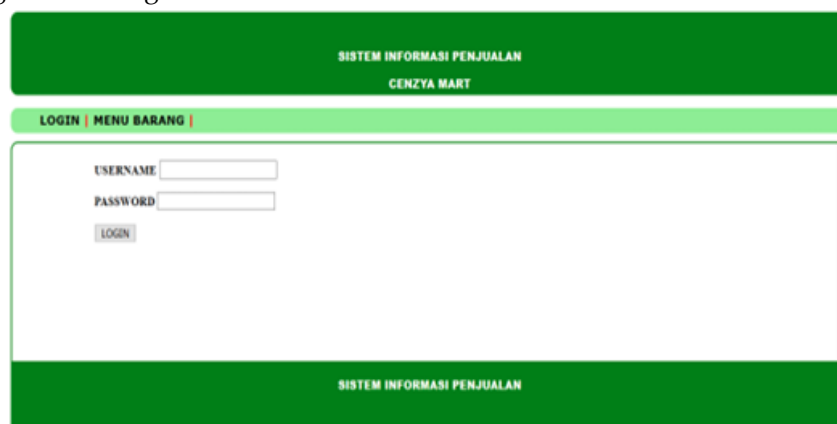 SISTEM INFORMASI PENJUALAN
CENZYA MART
LOGIN | MENU BARANG |
USERNAME
PASSWORD
LOGIN
SISTEM INFORMASI PENJUALAN